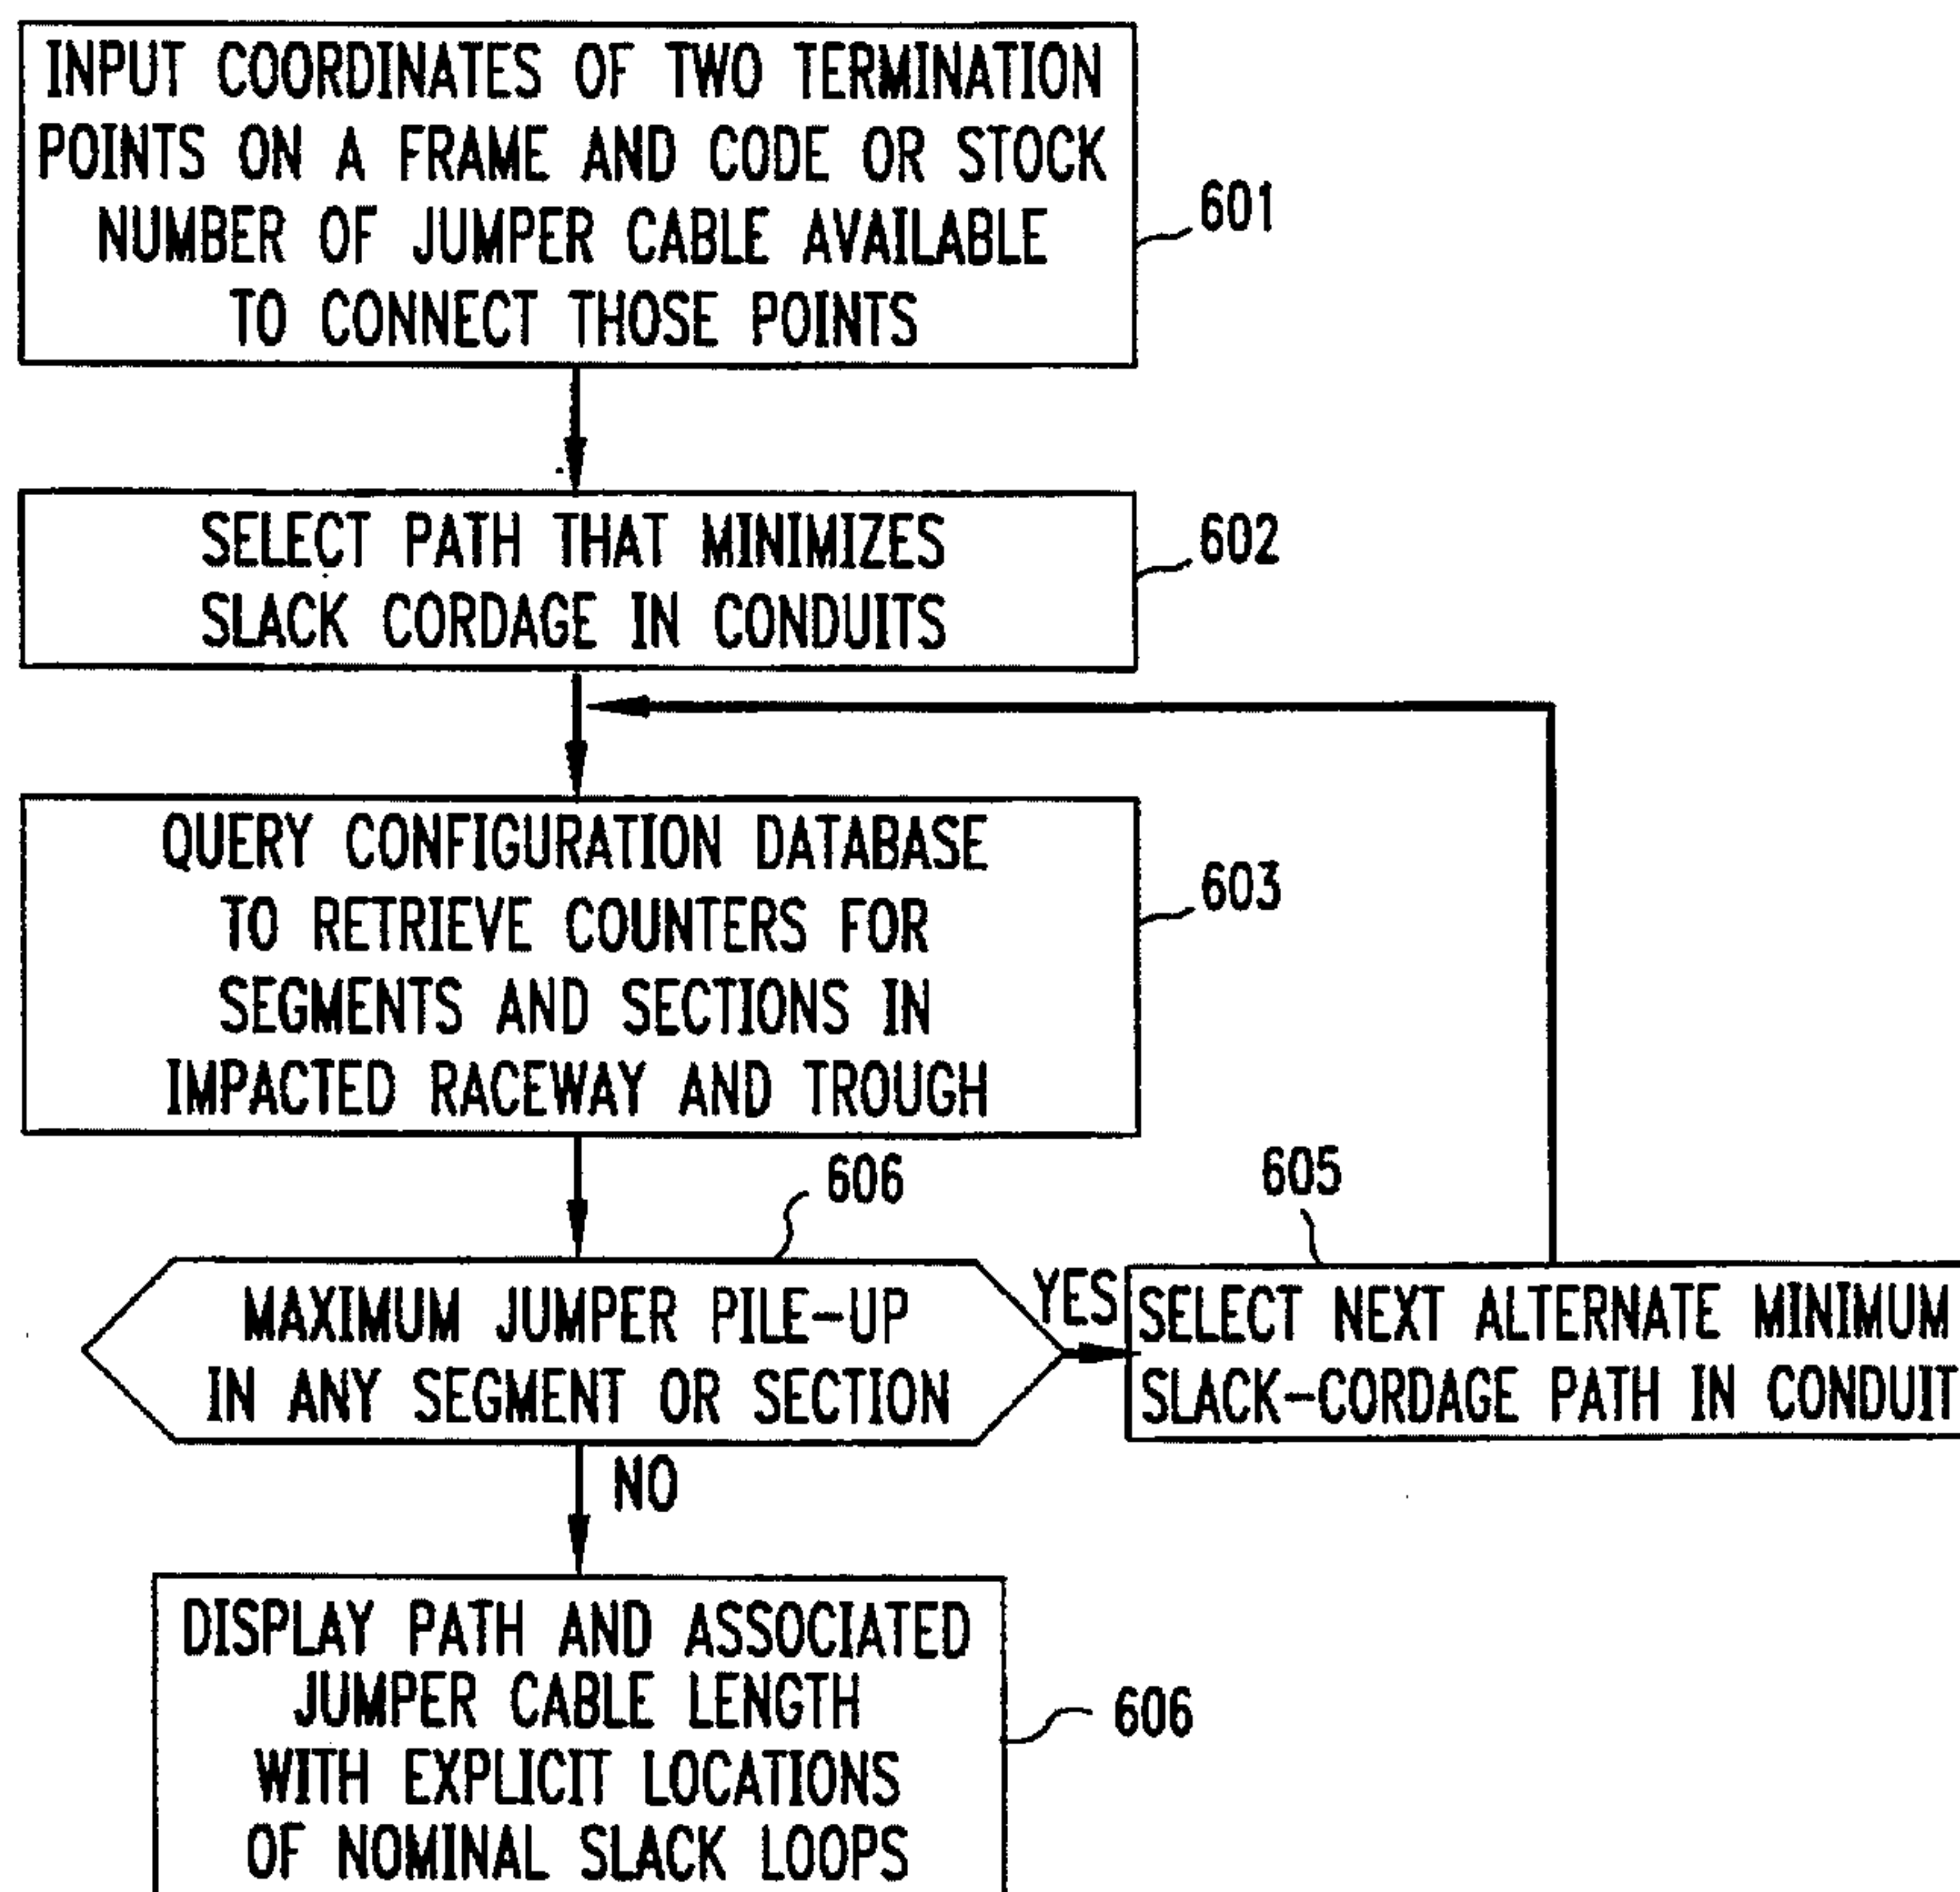 INPUT COORDINATES OF TWO TERMINATION
POINTS ON A FRAME AND CODE OR STOCK
NUMBER OF JUMPER CABLE AVAILABLE
TO CONNECT THOSE POINTS
601
SELECT PATH THAT MINIMIZES
SLACK CORDAGE IN CONDUITS
602
QUERY CONFIGURATION DATABASE
TO RETRIEVE COUNTERS FOR
SEGMENTS AND SECTIONS IN
IMPACTED RACEWAY AND TROUGH
603
606
MAXIMUM JUMPER PILE-UP
IN ANY SEGMENT OR SECTION
YES
605
SELECT NEXT ALTERNATE MINIMUM
SLACK-CORDAGE PATH IN CONDUIT
NO
DISPLAY PATH AND ASSOCIATED
JUMPER CABLE LENGTH
WITH EXPLICIT LOCATIONS
OF NOMINAL SLACK LOOPS
606